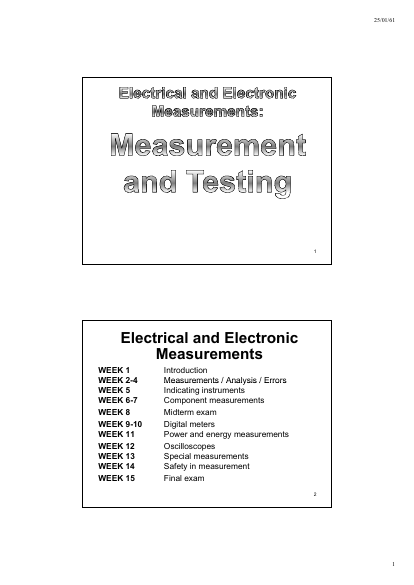 25/01/61
Electrical and Electronic
Measurements:
Measurement
and Testing
1
Electrical and Electronic
Measurements
WEEK 1 Introduction
WEEK 2-4 Measurements / Analysis / Errors
WEEK 5 Indicating instruments
WEEK 6-7 Component measurements
WEEK 8 Midterm exam
WEEK 9-10 Digital meters
WEEK 11 Power and energy measurements
WEEK 12 Oscilloscopes
WEEK 13 Special measurements
WEEK 14 Safety in measurement
WEEK 15 Final exam
2
1